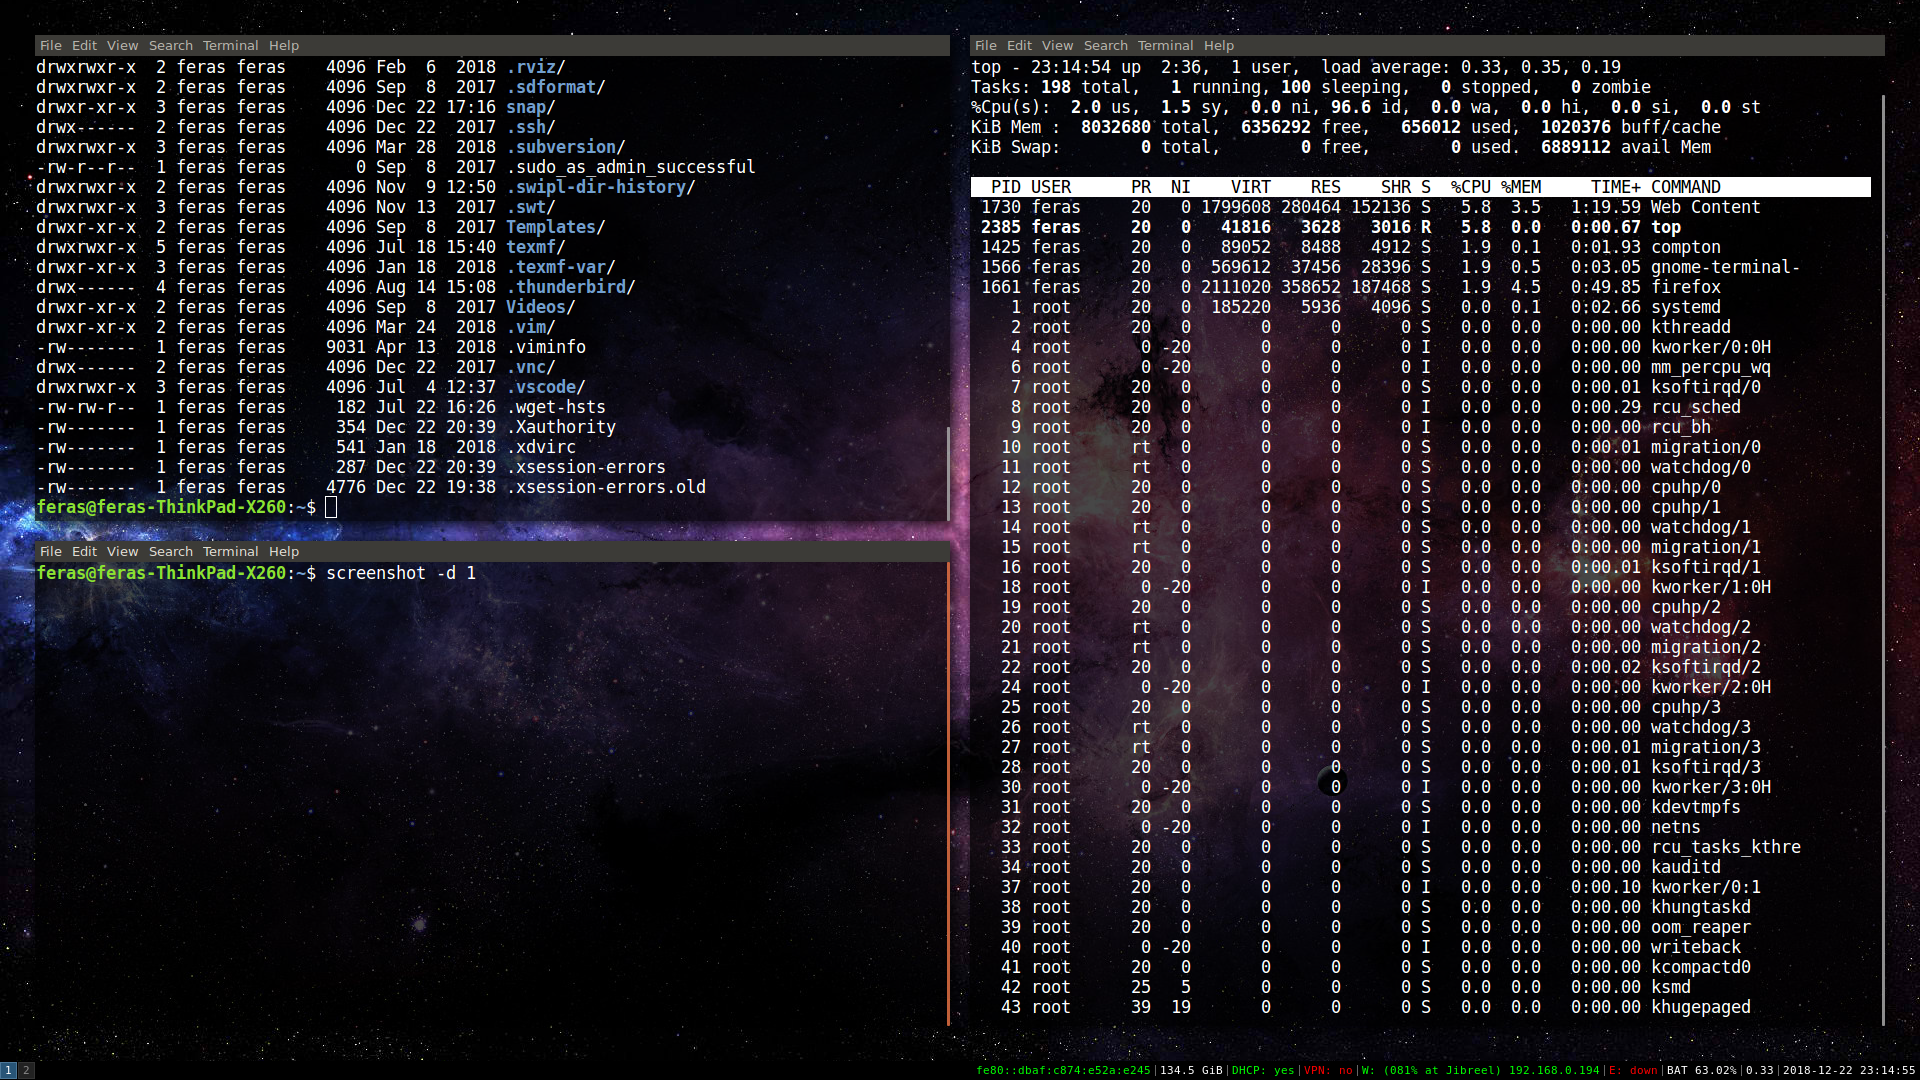 File Edit View Search Terminal Help
drwxrwxr-x  2 feras feras    4096 Feb  6  2018 .rviz/
drwxrwxr-x  2 feras feras    4096 Sep  8  2017 .sdformat/
drwxr-xr-x  3 feras feras    4096 Dec 22 17:16 snap/
drwx------  2 feras feras    4096 Dec 22  2017 .ssh/
drwxrwxr-x  3 feras feras    4096 Mar 28  2018 .subversion/
-rw-r--r--  1 feras feras       0 Sep  8  2017 .sudo_as_admin_successful
drwxrwxr-x  2 feras feras    4096 Nov  9 12:50 .swipl-dir-history/
drwxrwxr-x  3 feras feras    4096 Nov 13  2017 .swt/
drwxr-xr-x  2 feras feras    4096 Sep  8  2017 Templates/
drwxrwxr-x  5 feras feras    4096 Jul 18 15:40 texmf/
drwxr-xr-x  3 feras feras    4096 Jan 18  2018 .texmf-var/
drwx------  4 feras feras    4096 Aug 14 15:08 .thunderbird/
drwxr-xr-x  2 feras feras    4096 Sep  8  2017 Videos/
drwxr-xr-x  2 feras feras    4096 Mar 24  2018 .vim/
-rw-------  1 feras feras    9031 Apr 13  2018 .viminfo
drwx------  2 feras feras    4096 Dec 22  2017 .vnc/
drwxrwxr-x  3 feras feras    4096 Jul  4 12:37 .vscode/
-rw-rw-r--  1 feras feras     182 Jul 22 16:26 .wget-hsts
-rw-------  1 feras feras     354 Dec 22 20:39 .Xauthority
-rw-------  1 feras feras     541 Jan 18  2018 .xdvirc
-rw-------  1 feras feras     287 Dec 22 20:39 .xsession-errors
-rw-------  1 feras feras    4776 Dec 22 19:38 .xsession-errors.old
feras@feras-ThinkPad-X260:~$
File Edit View Search Terminal Help
feras@feras-ThinkPad-X260:~$ screenshot -d 1
File Edit View Search Terminal Help
top - 23:14:54 up  2:36,  1 user,  load average: 0.33, 0.35, 0.19
Tasks: 198 total,   1 running, 100 sleeping,   0 stopped,   0 zombie
%Cpu(s):  2.0 us,  1.5 sy,  0.0 ni, 96.6 id,  0.0 wa,  0.0 hi,  0.0 si,  0.0 st
KiB Mem :  8032680 total,  6356292 free,   656012 used,  1020376 buff/cache
KiB Swap:        0 total,        0 free,        0 used.  6889112 avail Mem
PID USER      PR  NI    VIRT    RES    SHR S  %CPU %MEM     TIME+ COMMAND
1730 feras     20   0 1799608 280464 152136 S   5.8  3.5   1:19.59 Web Content
2385 feras     20   0   41816   3628   3016 R   5.8  0.0   0:00.67 top
1425 feras     20   0   89052   8488   4912 S   1.9  0.1   0:01.93 compton
1566 feras     20   0  569612  37456  28396 S   1.9  0.5   0:03.05 gnome-terminal-
1661 feras     20   0 2111020 358652 187468 S   1.9  4.5   0:49.85 firefox
1 root      20   0  185220   5936   4096 S   0.0  0.1   0:02.66 systemd
2 root      20   0       0      0      0 S   0.0  0.0   0:00.00 kthreadd
4 root       0 -20       0      0      0 I   0.0  0.0   0:00.00 kworker/0:0H
6 root       0 -20       0      0      0 I   0.0  0.0   0:00.00 mm_percpu_wq
7 root      20   0       0      0      0 S   0.0  0.0   0:00.01 ksoftirqd/0
8 root      20   0       0      0      0 I   0.0  0.0   0:00.29 rcu_sched
9 root      20   0       0      0      0 I   0.0  0.0   0:00.00 rcu_bh
10 root      rt   0       0      0      0 S   0.0  0.0   0:00.01 migration/0
11 root      rt   0       0      0      0 S   0.0  0.0   0:00.00 watchdog/0
12 root      20   0       0      0      0 S   0.0  0.0   0:00.00 cpuhp/0
13 root      20   0       0      0      0 S   0.0  0.0   0:00.00 cpuhp/1
14 root      rt   0       0      0      0 S   0.0  0.0   0:00.00 watchdog/1
15 root      rt   0       0      0      0 S   0.0  0.0   0:00.00 migration/1
16 root      20   0       0      0      0 S   0.0  0.0   0:00.01 ksoftirqd/1
18 root       0 -20       0      0      0 I   0.0  0.0   0:00.00 kworker/1:0H
19 root      20   0       0      0      0 S   0.0  0.0   0:00.00 cpuhp/2
20 root      rt   0       0      0      0 S   0.0  0.0   0:00.00 watchdog/2
21 root      rt   0       0      0      0 S   0.0  0.0   0:00.00 migration/2
22 root      20   0       0      0      0 S   0.0  0.0   0:00.02 ksoftirqd/2
24 root       0 -20       0      0      0 I   0.0  0.0   0:00.00 kworker/2:0H
25 root      20   0       0      0      0 S   0.0  0.0   0:00.00 cpuhp/3
26 root      rt   0       0      0      0 S   0.0  0.0   0:00.00 watchdog/3
27 root      rt   0       0      0      0 S   0.0  0.0   0:00.01 migration/3
28 root      20   0       0      0      0 S   0.0  0.0   0:00.01 ksoftirqd/3
30 root       0 -20       0      0      0 I   0.0  0.0   0:00.00 kworker/3:0H
31 root      20   0       0      0      0 S   0.0  0.0   0:00.00 kdevtmpfs
32 root       0 -20       0      0      0 I   0.0  0.0   0:00.00 netns
33 root      20   0       0      0      0 S   0.0  0.0   0:00.00 rcu_tasks_kthre
34 root      20   0       0      0      0 S   0.0  0.0   0:00.00 kauditd
37 root      20   0       0      0      0 I   0.0  0.0   0:00.10 kworker/0:1
38 root      20   0       0      0      0 S   0.0  0.0   0:00.00 khungtaskd
39 root      20   0       0      0      0 S   0.0  0.0   0:00.00 oom_reaper
40 root       0 -20       0      0      0 I   0.0  0.0   0:00.00 writeback
41 root      20   0       0      0      0 S   0.0  0.0   0:00.00 kcompactd0
42 root      25   5       0      0      0 S   0.0  0.0   0:00.00 ksmd
43 root      39  19       0      0      0 S   0.0  0.0   0:00.00 khugepaged
1 2 fe80::dbaf:c874:e52a:e245|134.5 GiB|DHCP: yes|VPN: no|W: (081% at Jibreel) 192.168.0.194|E: down|BAT 63.02%|0.33|2018-12-22 23:14:55